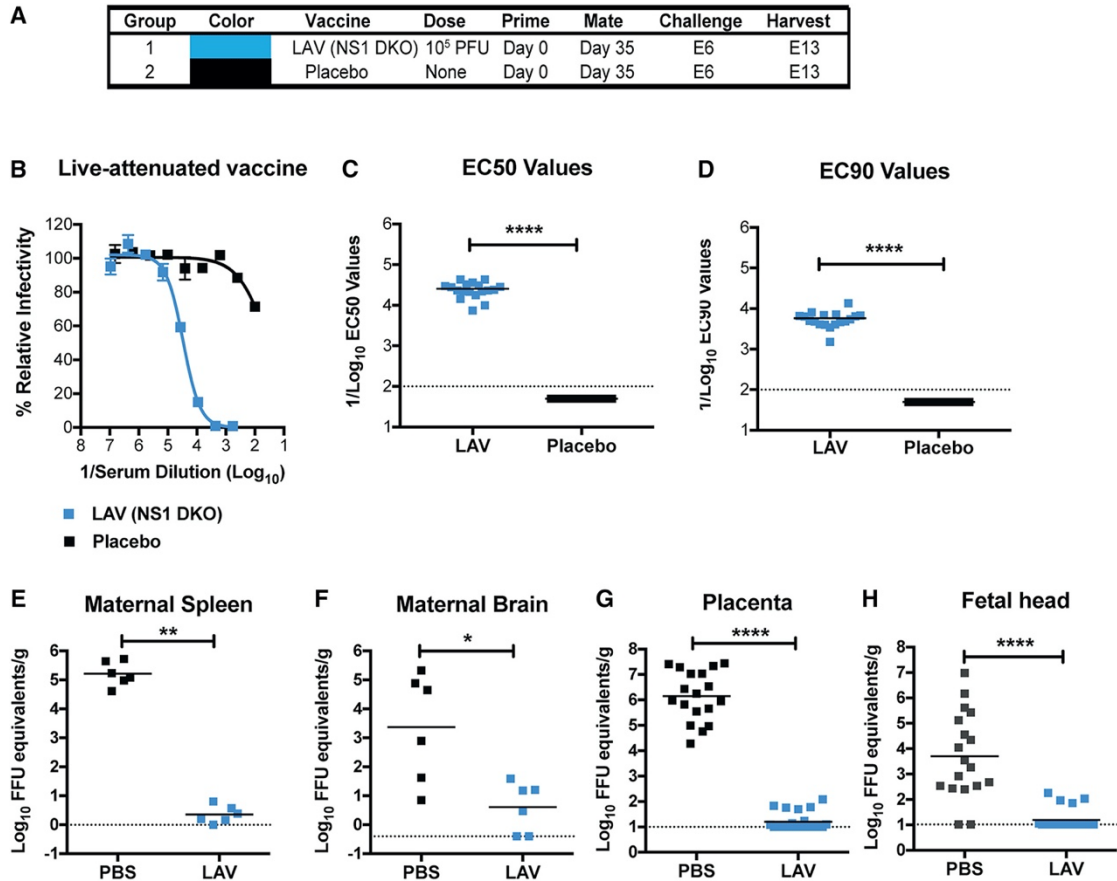 A
Group Color Vaccine Dose Prime Mate Challenge Harvest
1 LAV (NS1 DKO) 10⁵ PFU Day 0 Day 35 E6 E13
2 Placebo None Day 0 Day 35 E6 E13
B Live-attenuated vaccine
% Relative Infectivity
120
100
80
60
40
20
0
8 7 6 5 4 3 2 1
1/Serum Dilution (Log₁₀)
LAV (NS1 DKO)
Placebo
C EC50 Values
****
1/Log₁₀ EC50 Values
6
5
4
3
2
1
LAV Placebo
D EC90 Values
****
1/Log₁₀ EC90 Values
6
5
4
3
2
1
LAV Placebo
E Maternal Spleen
**
Log₁₀ FFU equivalents/g
6
5
4
3
2
1
0
-1
PBS LAV
F Maternal Brain
*
Log₁₀ FFU equivalents/g
6
5
4
3
2
1
0
-1
PBS LAV
G Placenta
****
Log₁₀ FFU equivalents/g
8
7
6
5
4
3
2
1
0
PBS LAV
H Fetal head
****
Log₁₀ FFU equivalents/g
8
7
6
5
4
3
2
1
0
PBS LAV